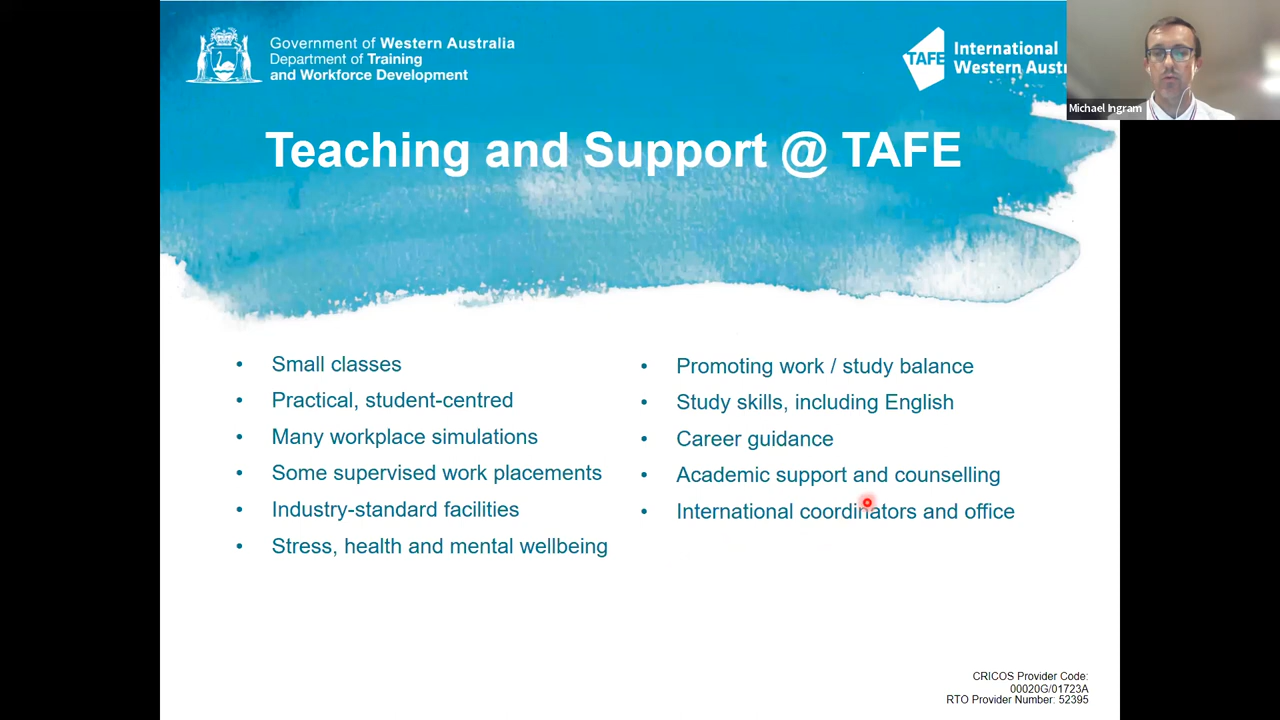 Government of Western Australia
Department of Training
and Workforce Development
TAFE
International
Western Austr
Michael Ingram
Teaching and Support @ TAFE
• Small classes
• Practical, student-centred
• Many workplace simulations
• Some supervised work placements
• Industry-standard facilities
• Stress, health and mental wellbeing
• Promoting work / study balance
• Study skills, including English
• Career guidance
• Academic support and counselling
• International coordinators and office
CRICOS Provider Code:
00020G/01723A
RTO Provider Number: 52395